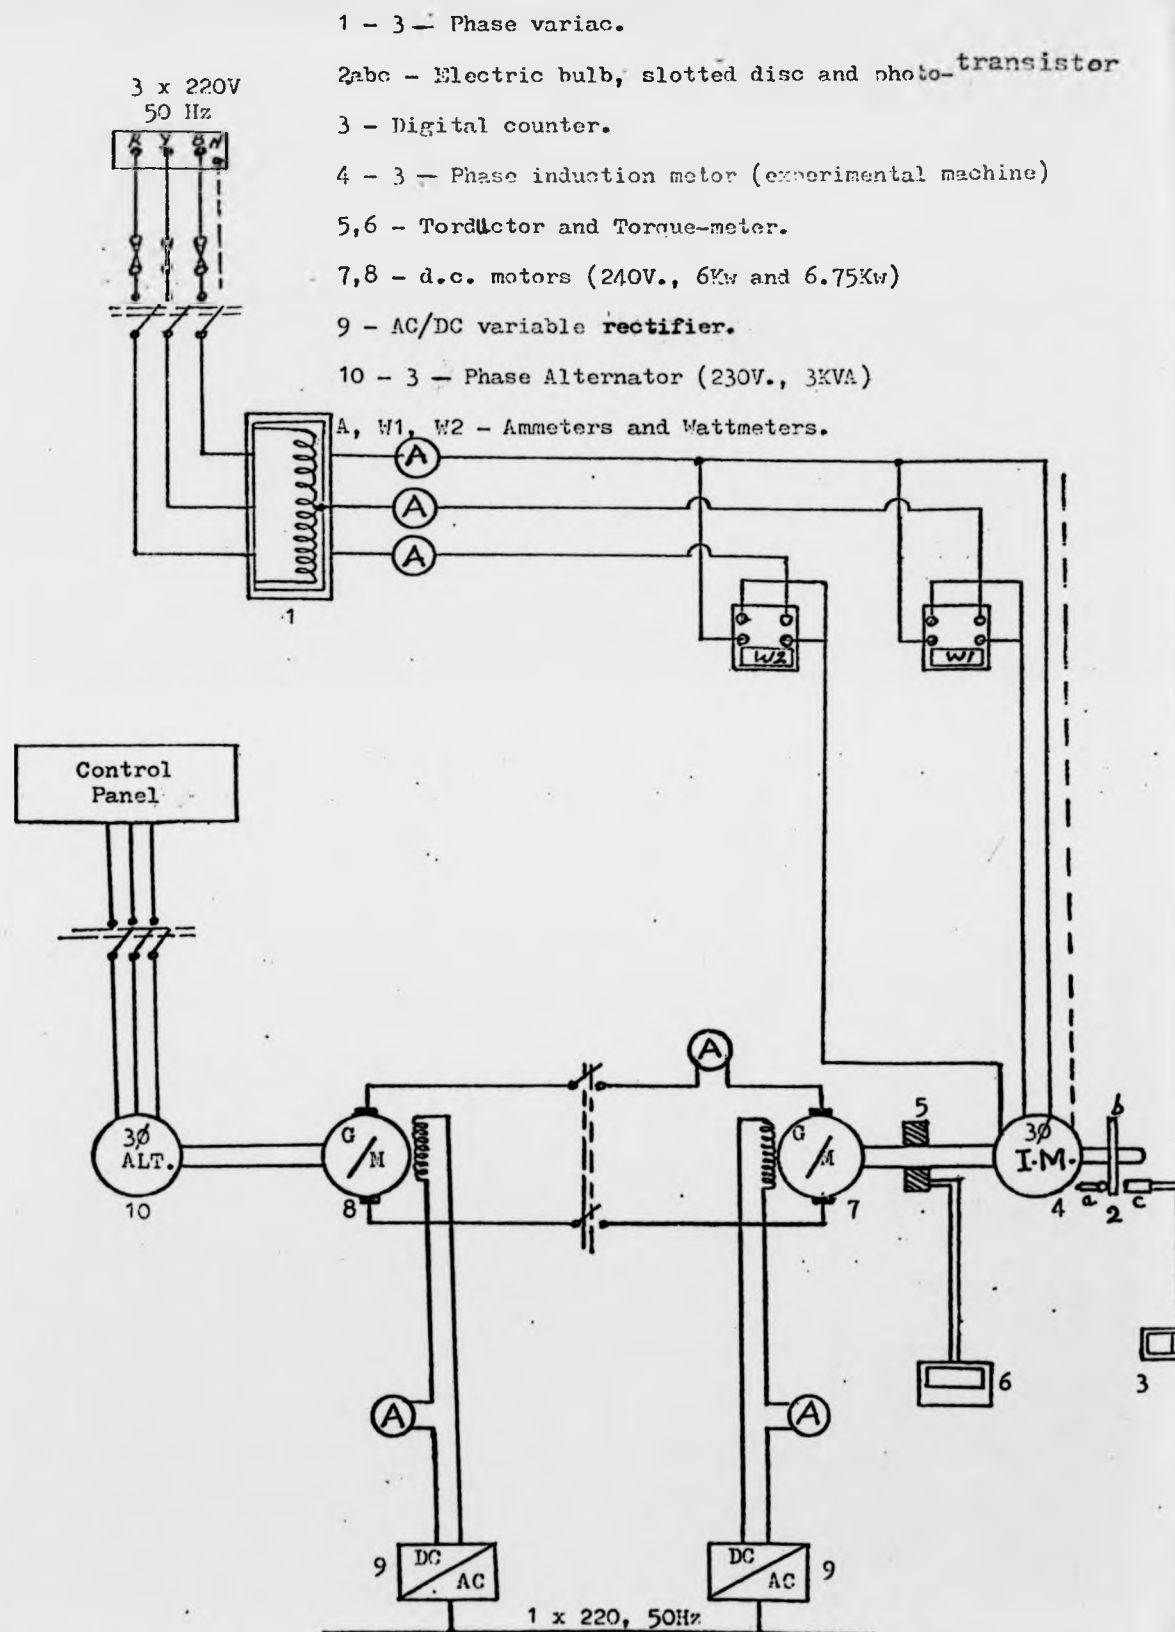 1 - 3 - Phase variac.
2abc - Electric bulb, slotted disc and photo-transistor
3 x 220V
50 Hz
R Y B N
3 - Digital counter.
4 - 3 - Phase induction motor (experimental machine)
5,6 - Torductor and Torque-meter.
7,8 - d.c. motors (240V., 6Kw and 6.75Kw)
9 - AC/DC variable rectifier.
10 - 3 - Phase Alternator (230V., 3KVA)
A, W1, W2 - Ammeters and Wattmeters.
A
A
A
1
W2
W1
Control
Panel
A
3Ø
ALT.
10
G/M
8
G/M
7
5
3Ø
I.M.
4
b
a
2
c
6
3
A
A
9
DC
AC
DC
AC
9
1 x 220, 50Hz